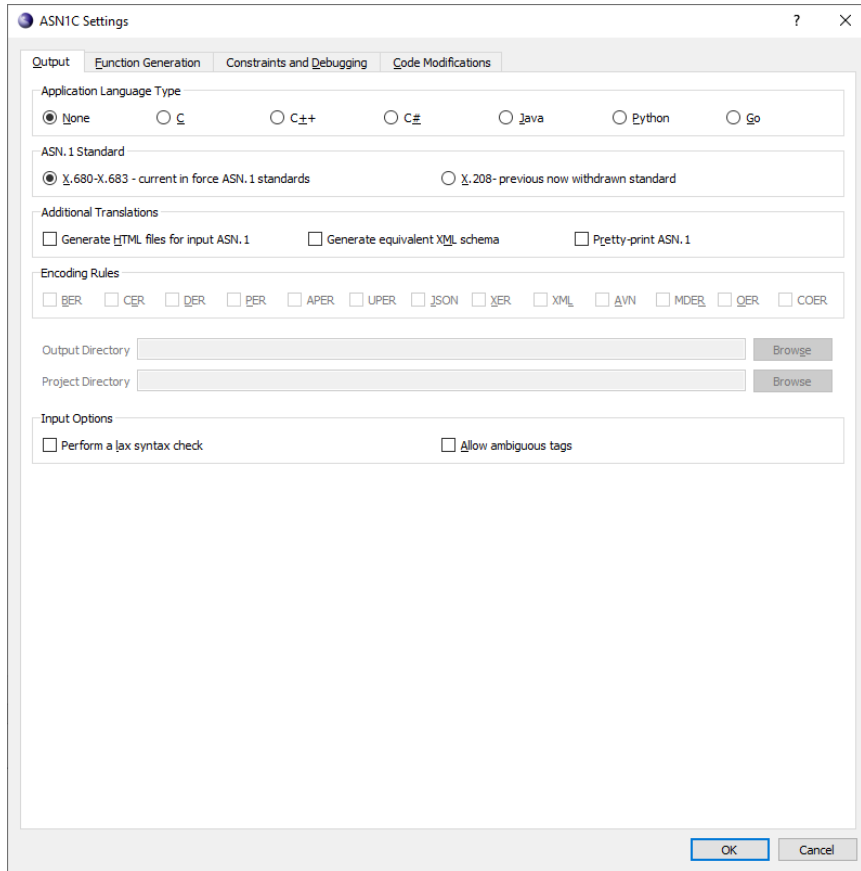 ASN1C Settings ? ×
Output Function Generation Constraints and Debugging Code Modifications
Application Language Type
None C C++ C# Java Python Go
ASN.1 Standard
X.680-X.683 - current in force ASN.1 standards X.208- previous now withdrawn standard
Additional Translations
Generate HTML files for input ASN.1 Generate equivalent XML schema Pretty-print ASN.1
Encoding Rules
BER CER DER PER APER UPER JSON XER XML AVN MDER OER COER
Output Directory Browse
Project Directory Browse
Input Options
Perform a lax syntax check Allow ambiguous tags
OK Cancel